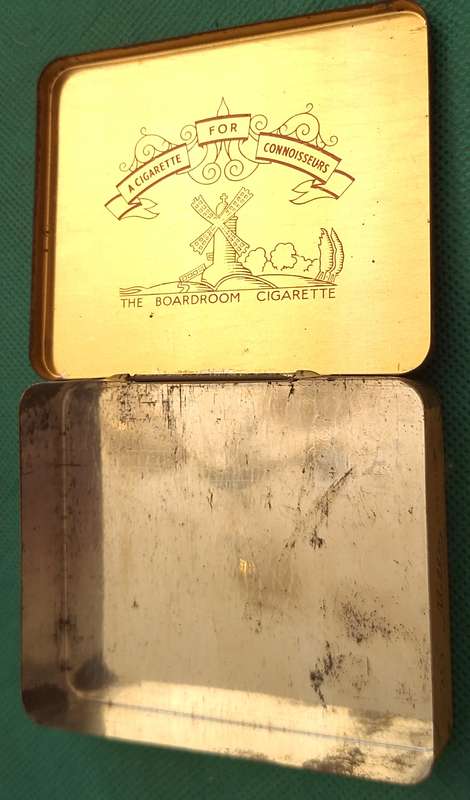 A CIGARETTE FOR CONNOISSEURS
THE BOARDROOM CIGARETTE